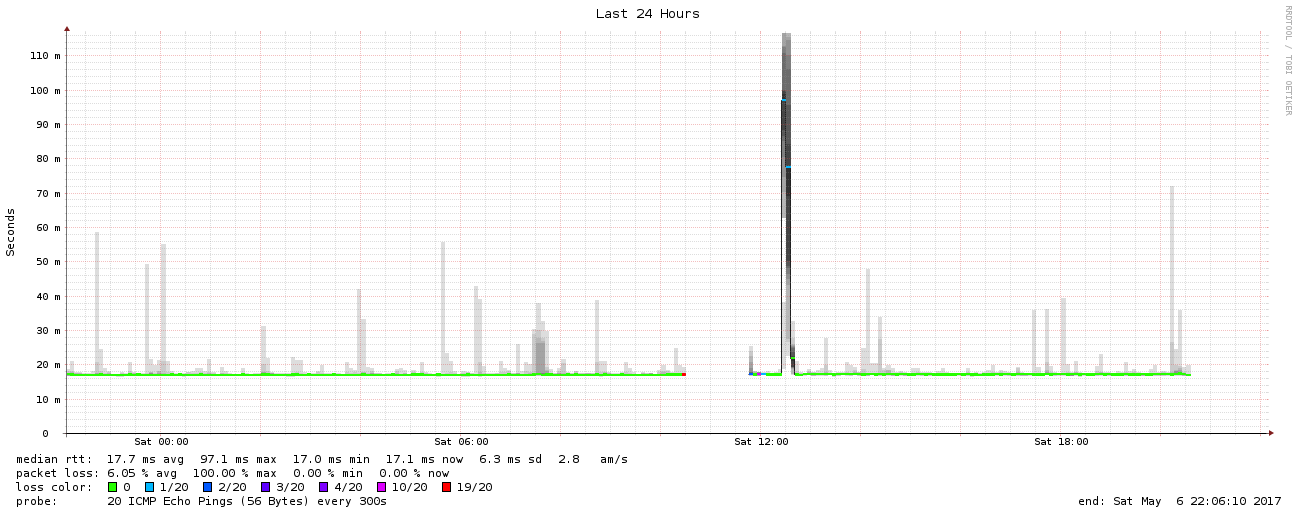 Last 24 Hours
RRDTOOL / TOBI OETIKER
Seconds
110 m
100 m
90 m
80 m
70 m
60 m
50 m
40 m
30 m
20 m
10 m
0
Sat 00:00 Sat 06:00 Sat 12:00 Sat 18:00
median rtt: 17.7 ms avg 97.1 ms max 17.0 ms min 17.1 ms now 6.3 ms sd 2.8 am/s
packet loss: 6.05 % avg 100.00 % max 0.00 % min 0.00 % now
loss color: 0 1/20 2/20 3/20 4/20 10/20 19/20
probe: 20 ICMP Echo Pings (56 Bytes) every 300s end: Sat May 6 22:06:10 2017